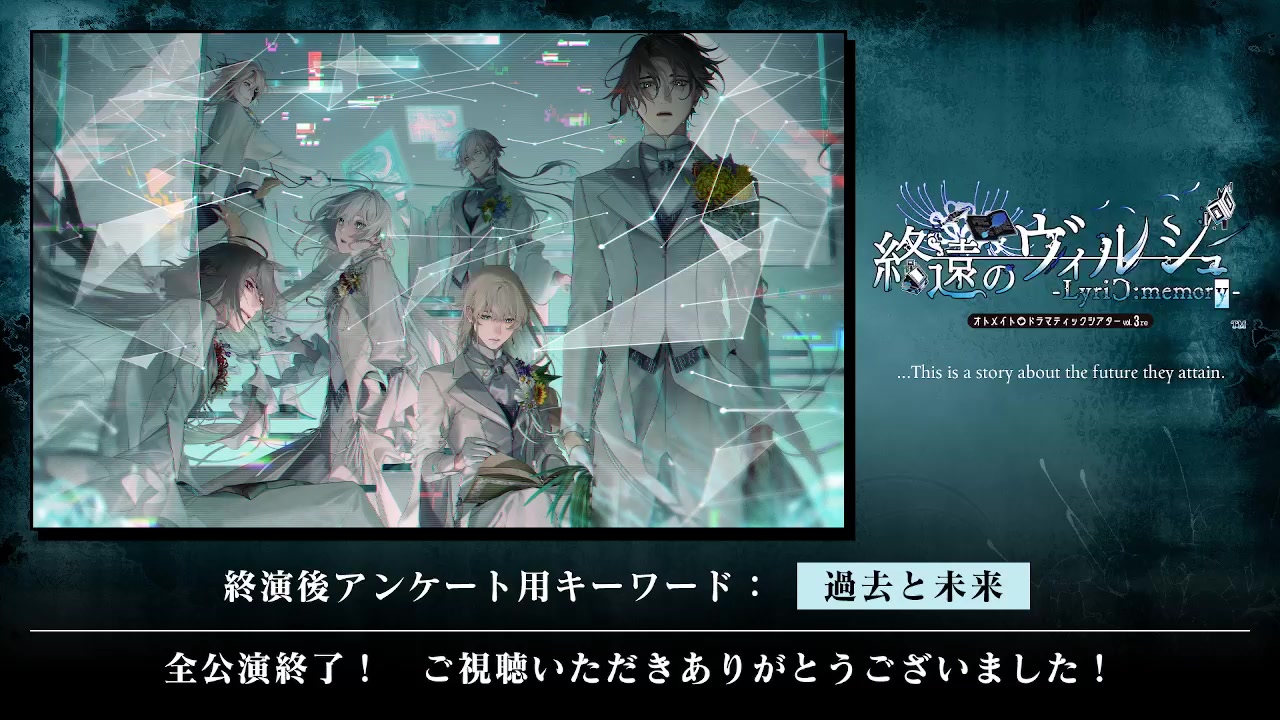 終遠のヴィルシュ
-LyriƆ:memory-
オトメイト✪ドラマティックシアター vol.3 ZERO
TM
...This is a story about the future they attain.
終演後アンケート用キーワード： 過去と未来
全公演終了！ ご視聴いただきありがとうございました！